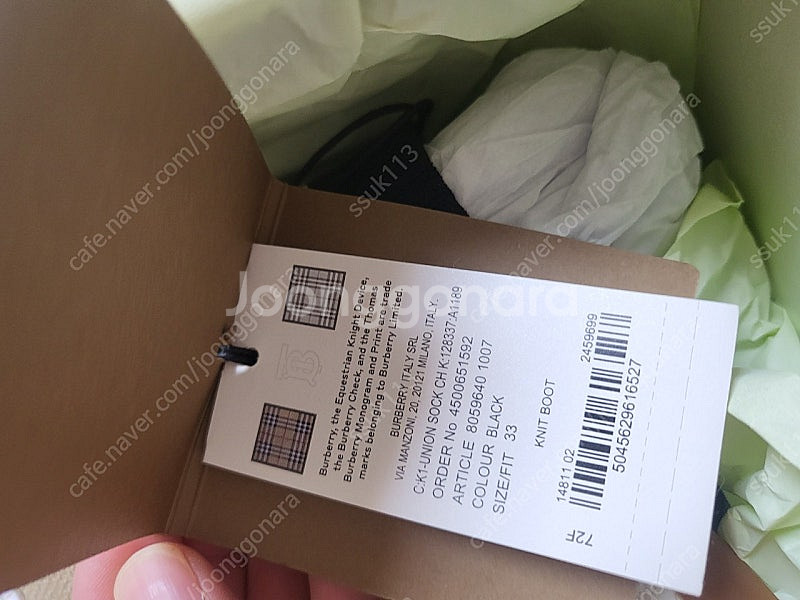 Burberry, the Equestrian Knight Device,
the Burberry Check, and the Thomas
Burberry Monogram and Print are trade
marks belonging to Burberry Limited
BURBERRY ITALY SRL
VIA MANZONI, 20, 20121 MILANO, ITALY.
C:K1-UNION SOCK CH K:128337:A1189
ORDER No 4500651592
ARTICLE 8059640 1007
COLOUR BLACK
SIZE/FIT 33
KNIT BOOT
14811 02 2459699
5045629616527
72F
Joonggonara
cafe.naver.com/joonggonara
ssuk113